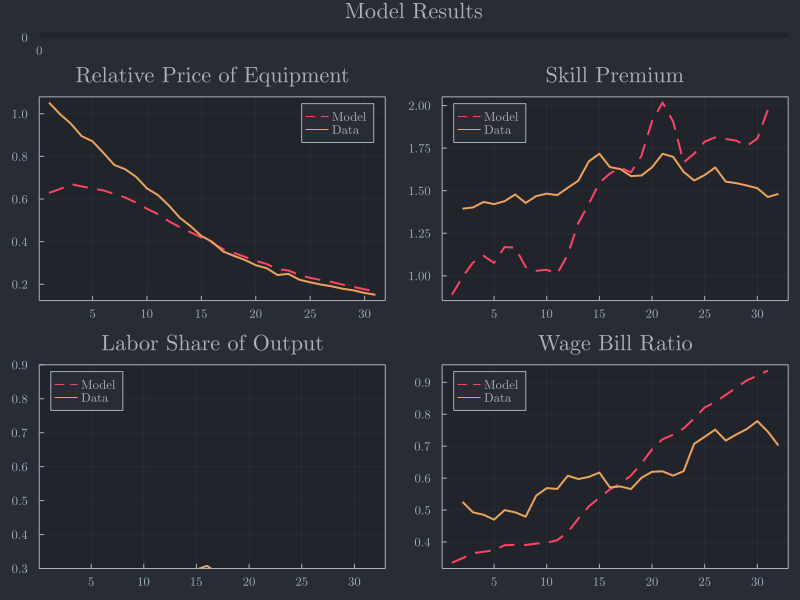 Model Results
0
0
Relative Price of Equipment
Skill Premium
1.0
0.8
0.6
0.4
0.2
Model
Data
5 10 15 20 25 30
2.00
1.75
1.50
1.25
1.00
Model
Data
5 10 15 20 25 30
Labor Share of Output
Wage Bill Ratio
0.9
0.8
0.7
0.6
0.5
0.4
0.3
Model
Data
5 10 15 20 25 30
0.9
0.8
0.7
0.6
0.5
0.4
Model
Data
5 10 15 20 25 30